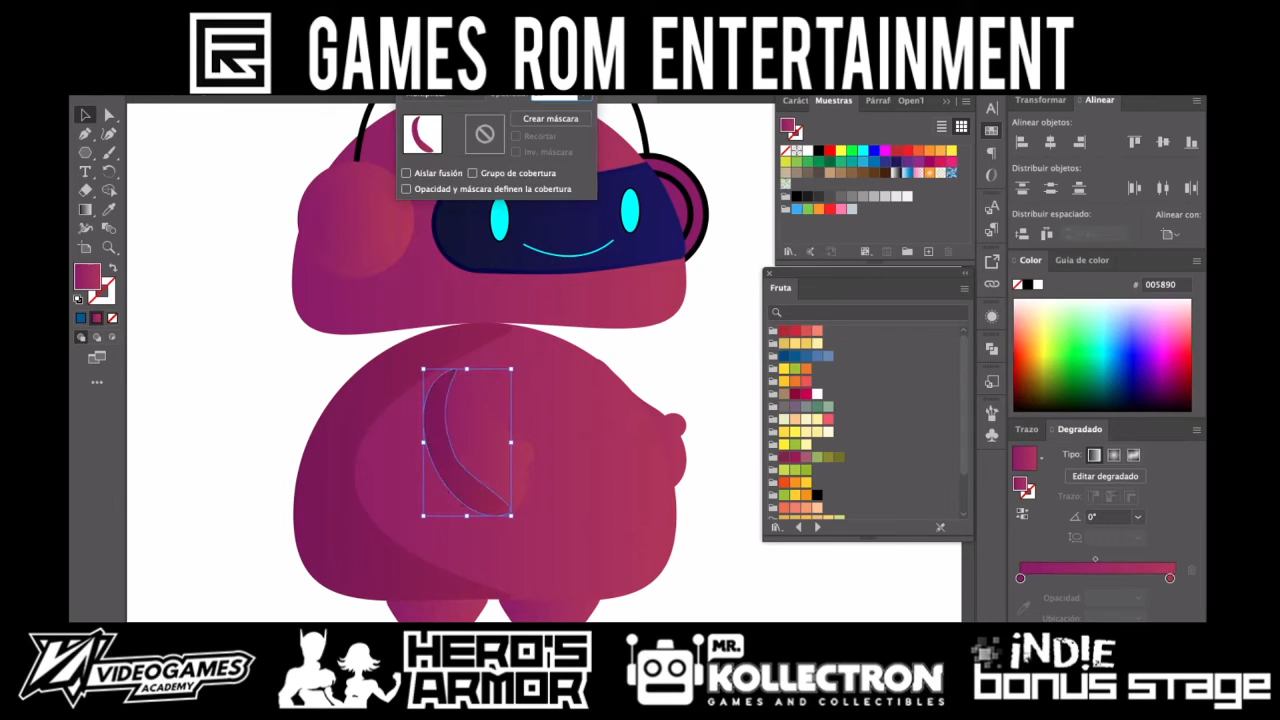 GAMES ROM ENTERTAINMENT
Caráct
Muestras
Párraf
OpenT
Transformar
Alinear
Crear máscara
Recortar
Inv. máscara
Aislar fusión
Grupo de cobertura
Opacidad y máscara definen la cobertura
Alinear objetos:
Distribuir objetos:
Distribuir espaciado:
Alinear con:
Color
Guía de color
# 005890
Fruta
Trazo
Degradado
Tipo:
Editar degradado
Trazo:
0°
Opacidad:
Ubicación:
VIDEOGAMES
ACADEMY
HERO'S
ARMOR
MR.
KOLLECTRON
GAMES AND COLLECTIBLES
INDIE
BONUS STAGE